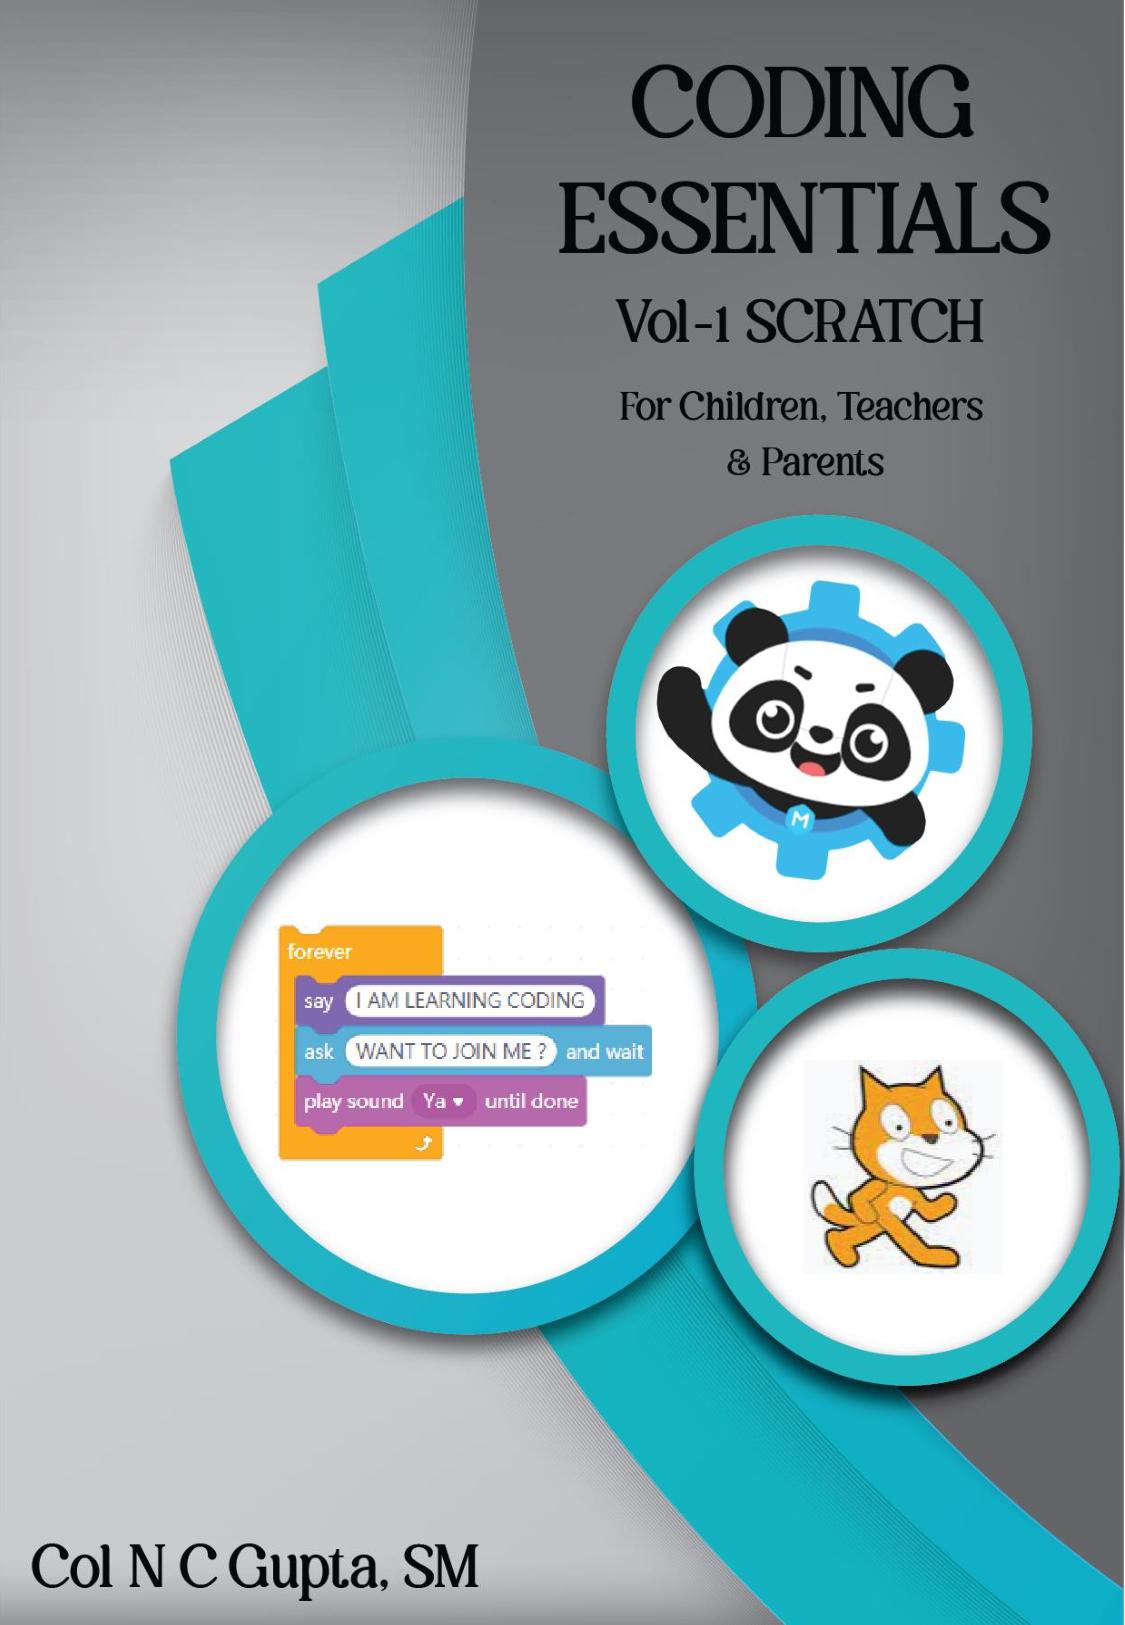 CODING
ESSENTIALS
Vol-1 SCRATCH
For Children, Teachers
& Parents
M
forever
say I AM LEARNING CODING
ask WANT TO JOIN ME ? and wait
play sound Ya until done
Col N C Gupta, SM